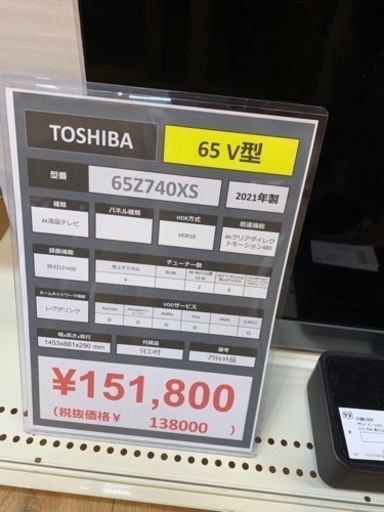 TOSHIBA
65 V型
型番
65Z740XS
2021年製
種類
パネル種類
HDR方式
倍速機能
4K液晶テレビ
HDR10
4Kクリアダイレクトモーション480
録画機能
チューナー数
外付けHDD
地上デジタル
9
2
3
ホームネットワーク機能
VODサービス
レグザリンク
YouTube
Netflix
Hulu
U-NEXT
幅x高さx奥行
付属品
備考
1453x881x290 mm
リモコン付
アウトレット品
¥151,800
(税抜価格¥ 138000 )